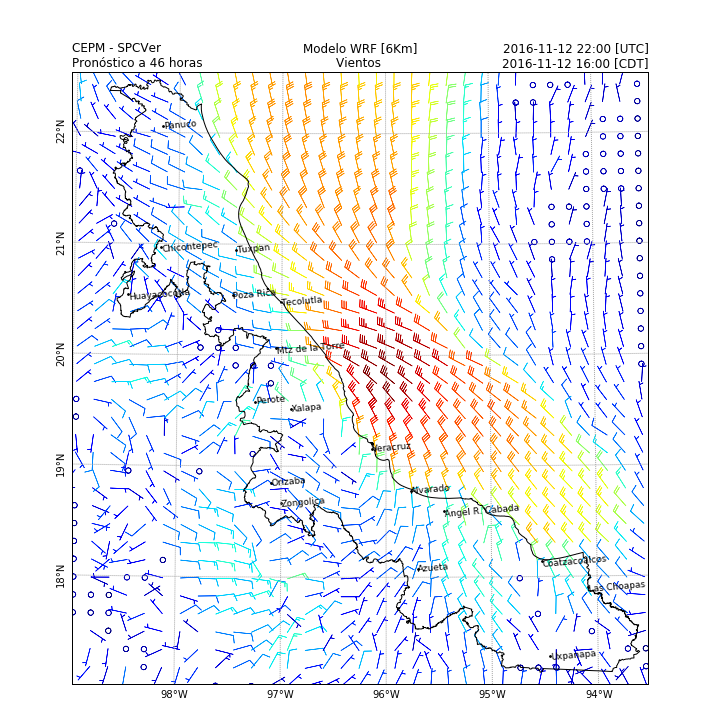 CEPM - SPCVer
Modelo WRF [6Km]
2016-11-12 22:00 [UTC]
Pronóstico a 46 horas
Vientos
2016-11-12 16:00 [CDT]
22°N
21°N
20°N
19°N
18°N
Panuco
Chicontepec
Tuxpan
Huayacocotla
Poza Rica
Tecolutla
Mtz de la Torre
Perote
Xalapa
Veracruz
Orizaba
Zongolica
Alvarado
Angel R. Cabada
Azueta
Coatzacoalcos
Las Choapas
Uxpanapa
98°W
97°W
96°W
95°W
94°W